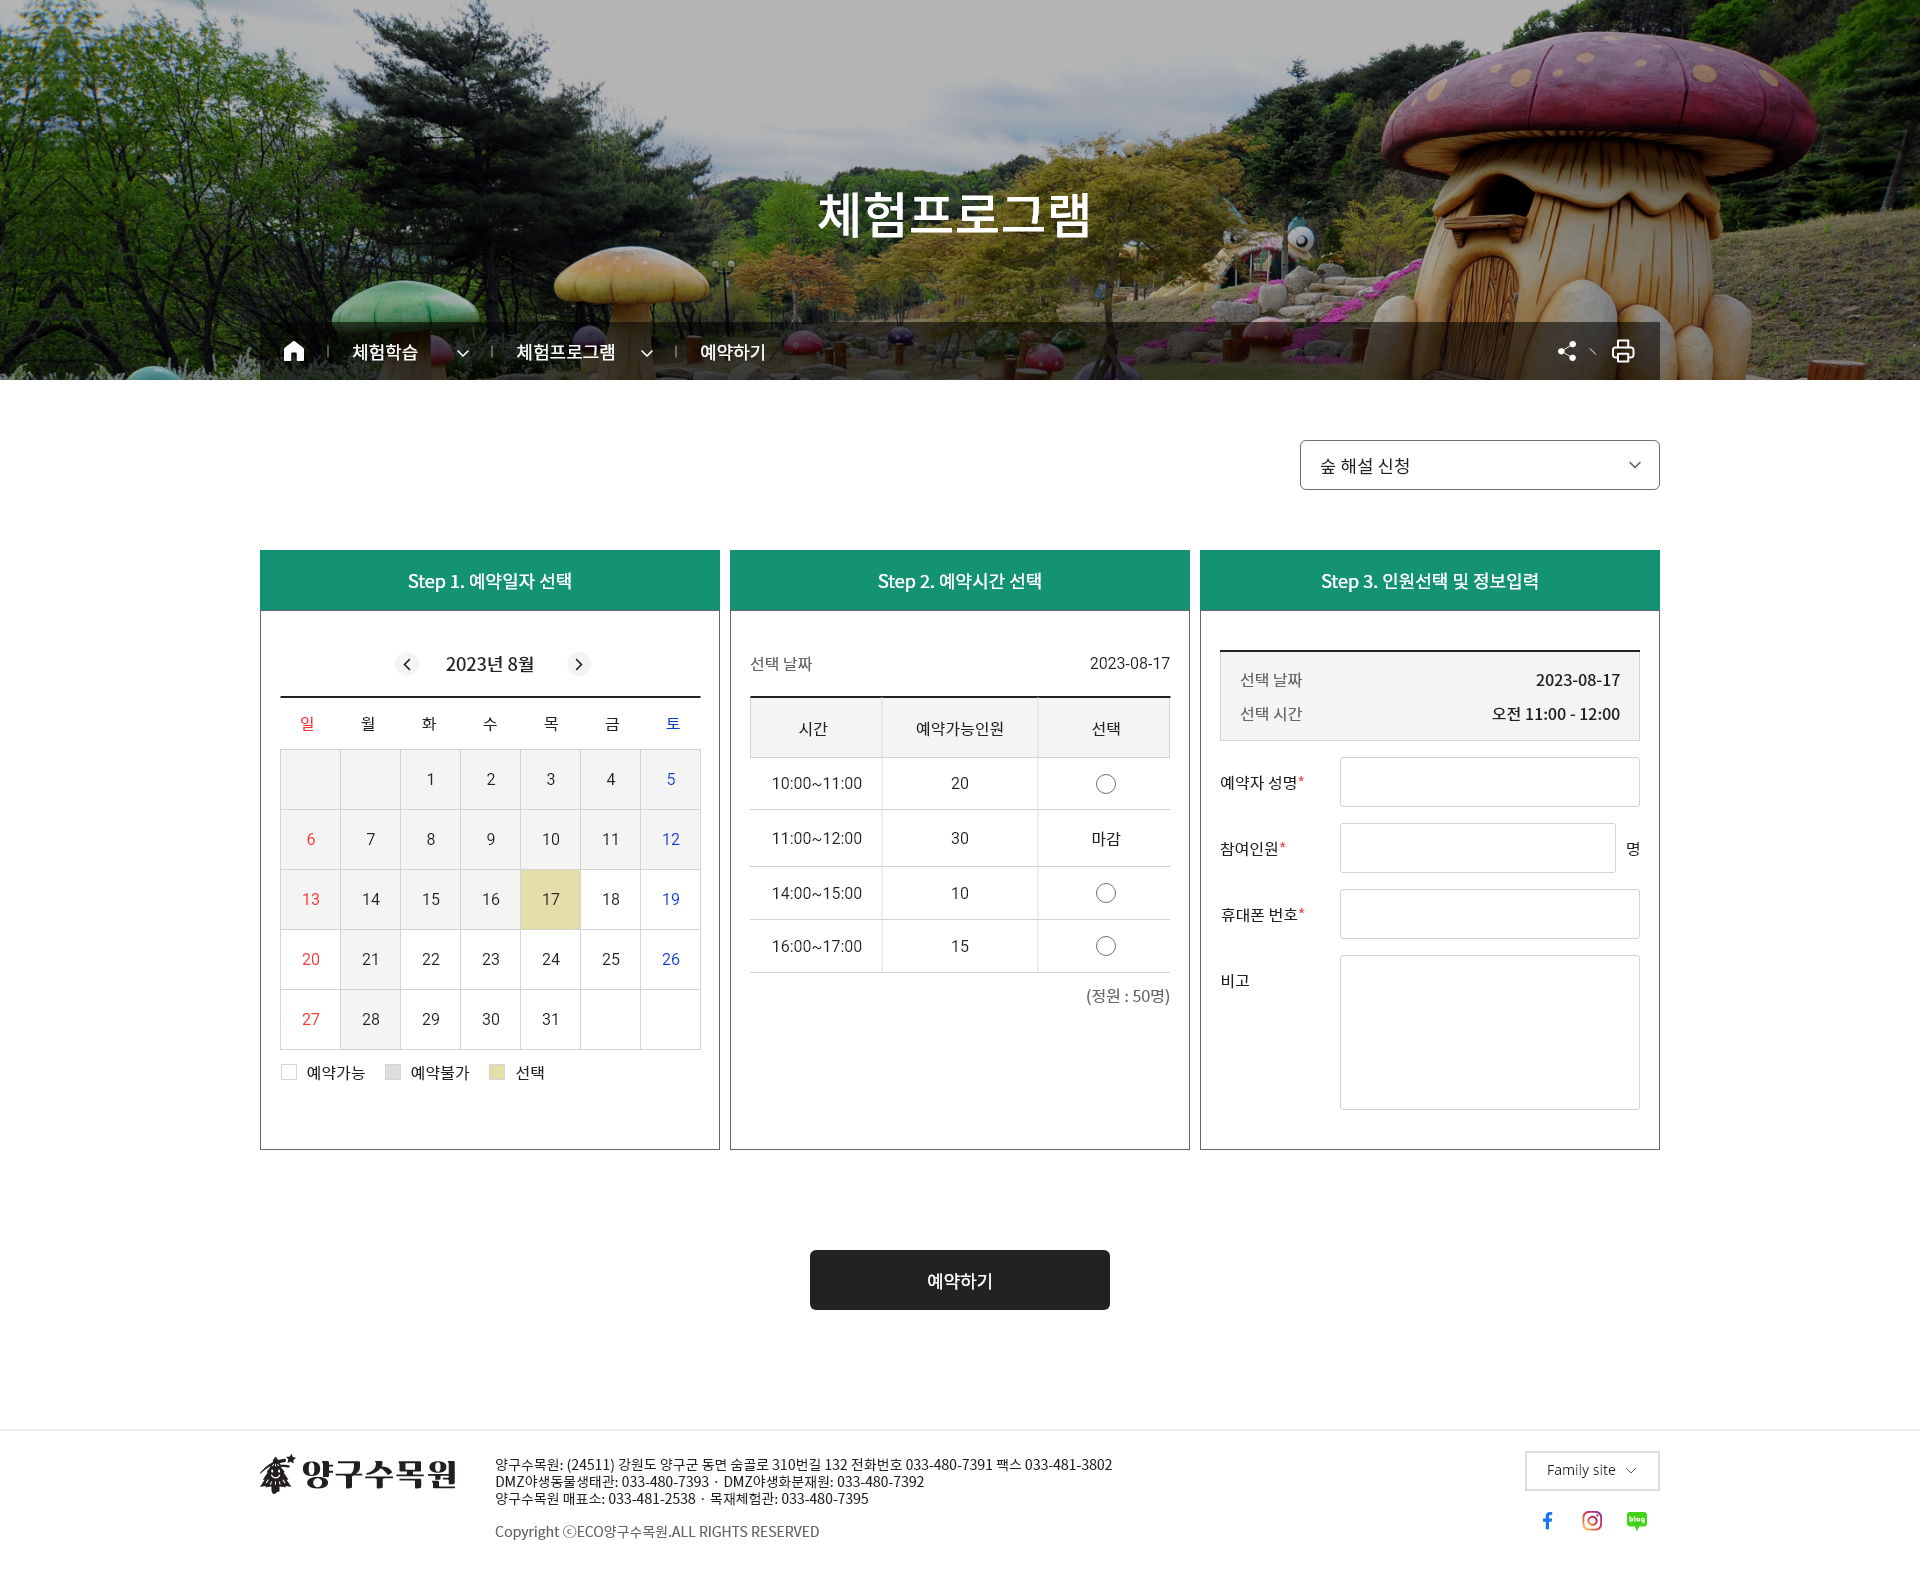 체험프로그램
체험학습 체험프로그램 예약하기
숲 해설 신청
Step 1. 예약일자 선택
2023년 8월
일 월 화 수 목 금 토
1 2 3 4 5
6 7 8 9 10 11 12
13 14 15 16 17 18 19
20 21 22 23 24 25 26
27 28 29 30 31
예약가능 예약불가 선택
Step 2. 예약시간 선택
선택 날짜 2023-08-17
시간 예약가능인원 선택
10:00~11:00 20
11:00~12:00 30 마감
14:00~15:00 10
16:00~17:00 15
(정원 : 50명)
Step 3. 인원선택 및 정보입력
선택 날짜 2023-08-17
선택 시간 오전 11:00 - 12:00
예약자 성명*
참여인원* 명
휴대폰 번호*
비고
예약하기
양구수목원
양구수목원: (24511) 강원도 양구군 동면 숨골로 310번길 132 전화번호 033-480-7391 팩스 033-481-3802
DMZ야생동물생태관: 033-480-7393 · DMZ야생화분재원: 033-480-7392
양구수목원 매표소: 033-481-2538 · 목재체험관: 033-480-7395
Copyright ⓒECO양구수목원.ALL RIGHTS RESERVED
Family site
blog